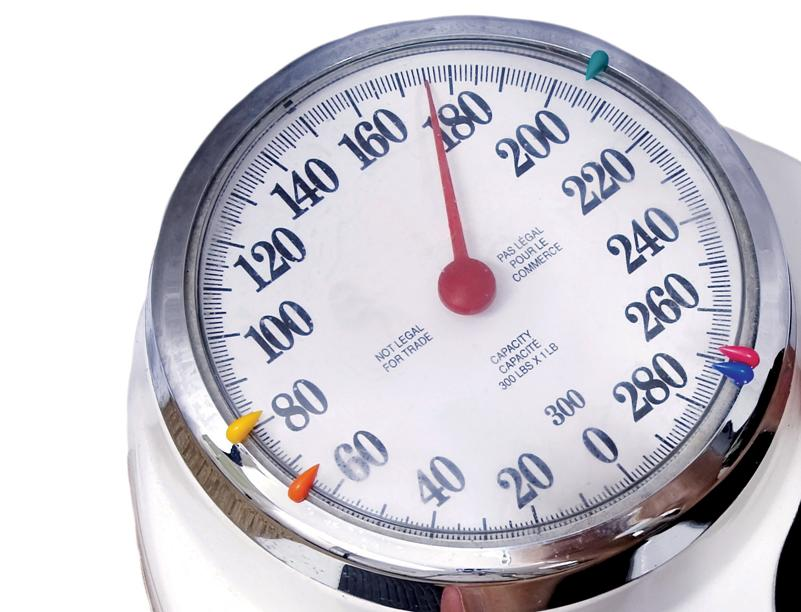 180
160
200
140
220
120
240
PAS LÉGAL
POUR LE
COMMERCE
260
100
NOT LEGAL
FOR TRADE
CAPACITY
CAPACITÉ
300 LBS X 1 LB
280
80
300
60
0
40
20